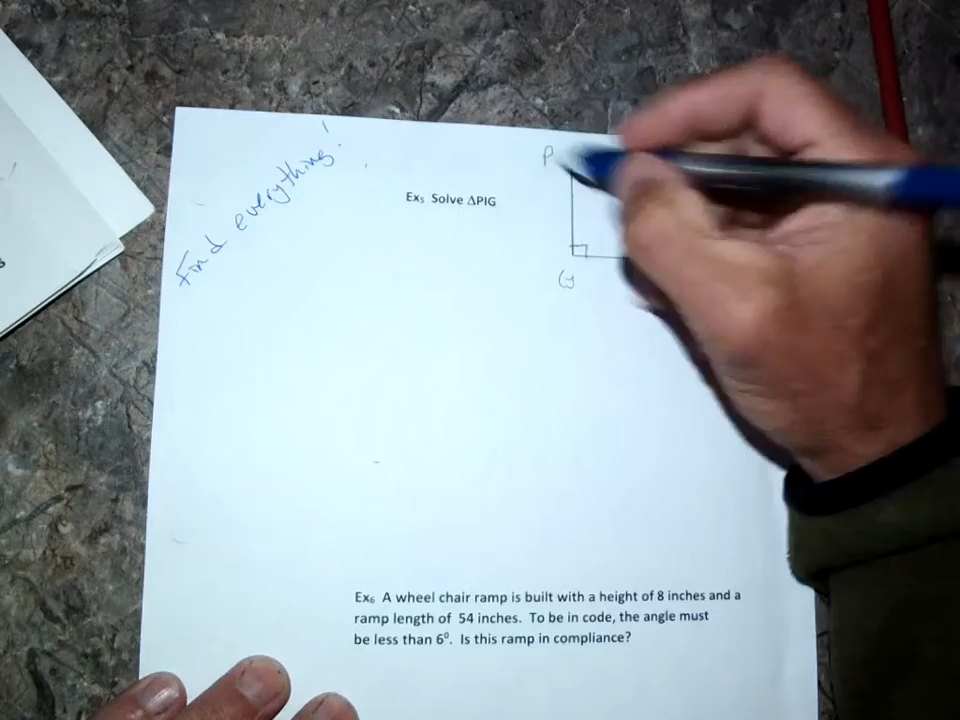 Find everything!
P
Ex₅ Solve ΔPIG
G
Ex₆ A wheel chair ramp is built with a height of 8 inches and a
ramp length of 54 inches. To be in code, the angle must
be less than 6⁰. Is this ramp in compliance?